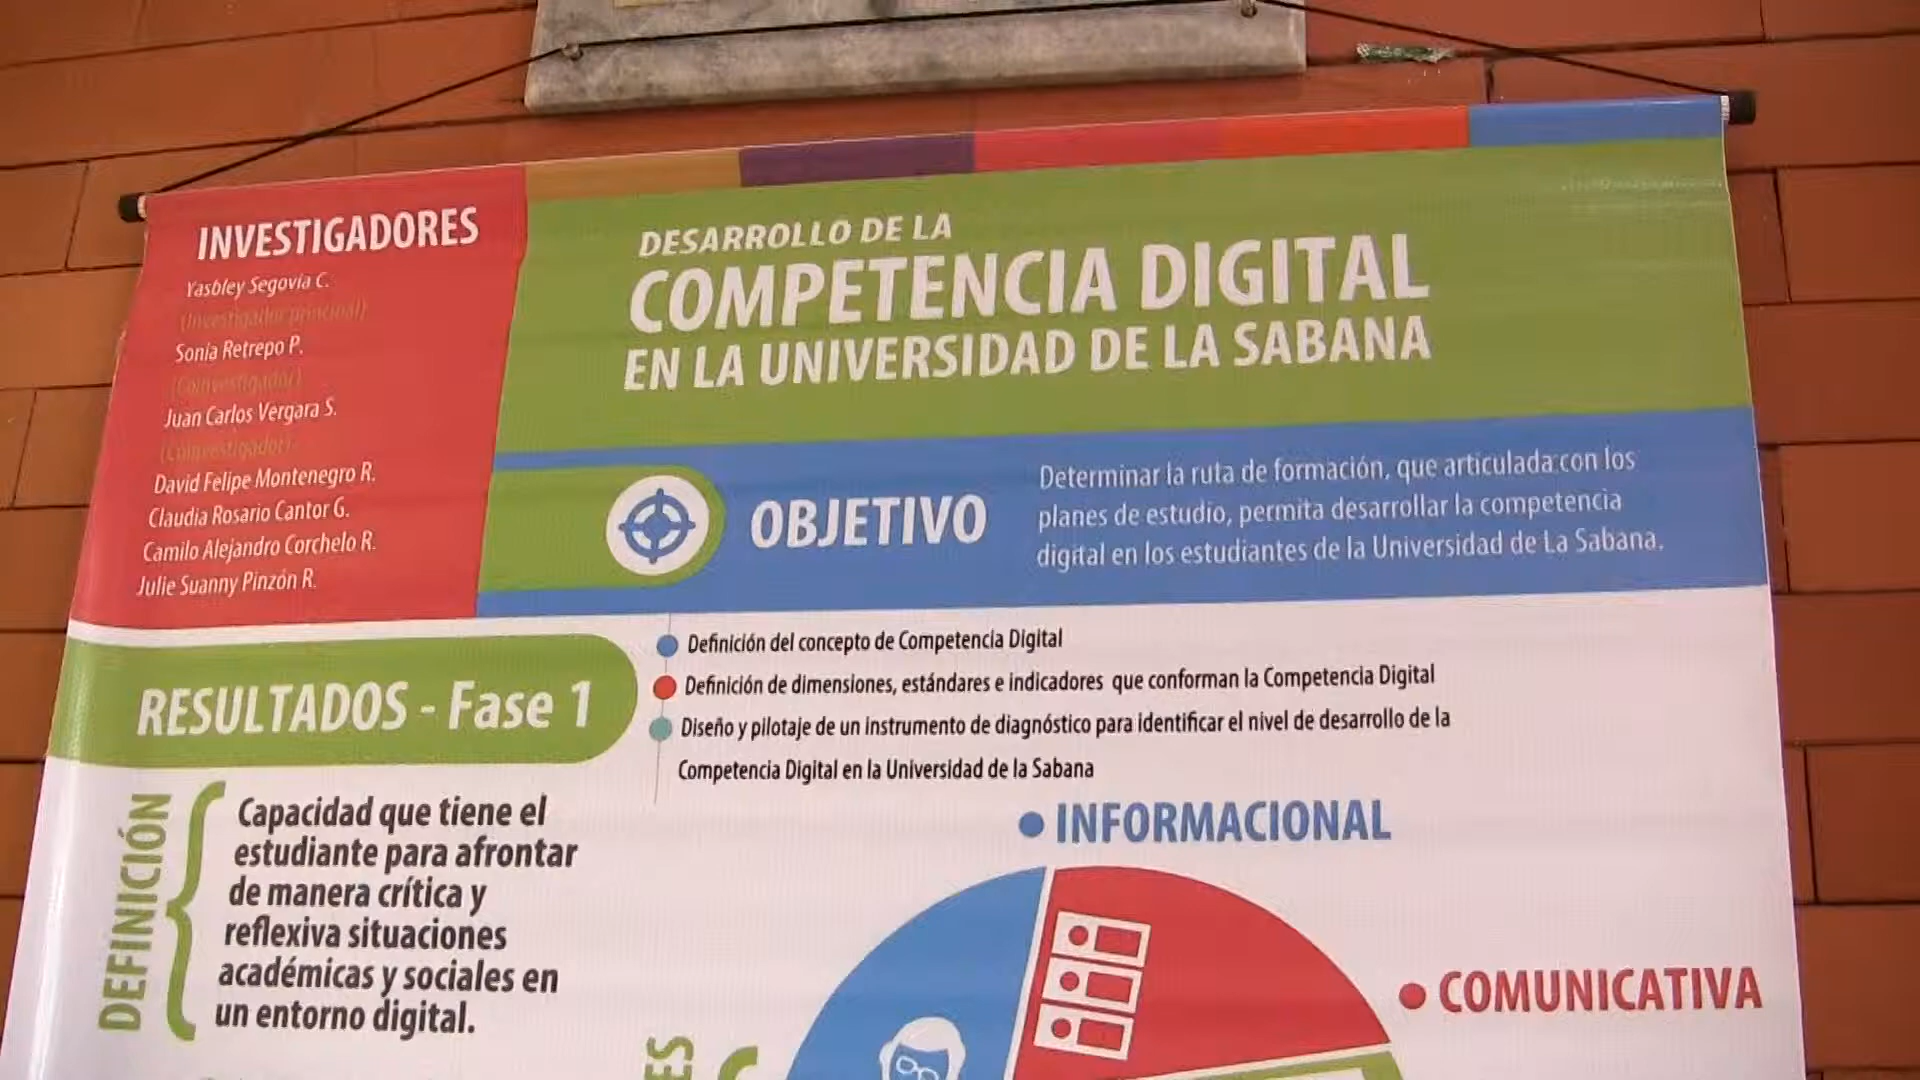 INVESTIGADORES
Yasbley Segovia C.
(Investigador principal)
Sonia Retrepo P.
(Coinvestigador)
Juan Carlos Vergara S.
(Coinvestigador)
David Felipe Montenegro R.
Claudia Rosario Cantor G.
Camilo Alejandro Corchelo R.
Julie Suanny Pinzón R.
DESARROLLO DE LA
COMPETENCIA DIGITAL
EN LA UNIVERSIDAD DE LA SABANA
OBJETIVO
Determinar la ruta de formación, que articulada con los
planes de estudio, permita desarrollar la competencia
digital en los estudiantes de la Universidad de La Sabana.
RESULTADOS - Fase 1
Definición del concepto de Competencia Digital
Definición de dimensiones, estándares e indicadores que conforman la Competencia Digital
Diseño y pilotaje de un instrumento de diagnóstico para identificar el nivel de desarrollo de la
Competencia Digital en la Universidad de la Sabana
DEFINICIÓN
Capacidad que tiene el
estudiante para afrontar
de manera crítica y
reflexiva situaciones
académicas y sociales en
un entorno digital.
INFORMACIONAL
COMUNICATIVA
ES